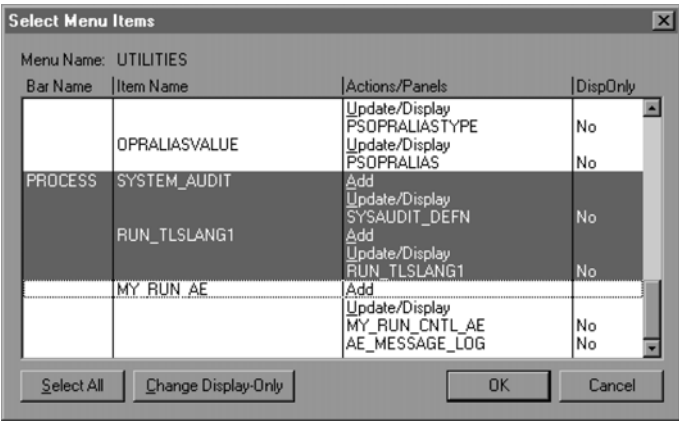 Select Menu Items
Menu Name: UTILITIES
Bar Name Item Name Actions/Panels DispOnly
Update/Display
PSOPRALIASTYPE No
OPRALIASVALUE Update/Display
PSOPRALIAS No
PROCESS SYSTEM_AUDIT Add
Update/Display
SYSAUDIT_DEFN No
RUN_TLSLANG1 Add
Update/Display
RUN_TLSLANG1 No
MY_RUN_AE Add
Update/Display
MY_RUN_CNTL_AE No
AE_MESSAGE_LOG No
Select All Change Display-Only OK Cancel